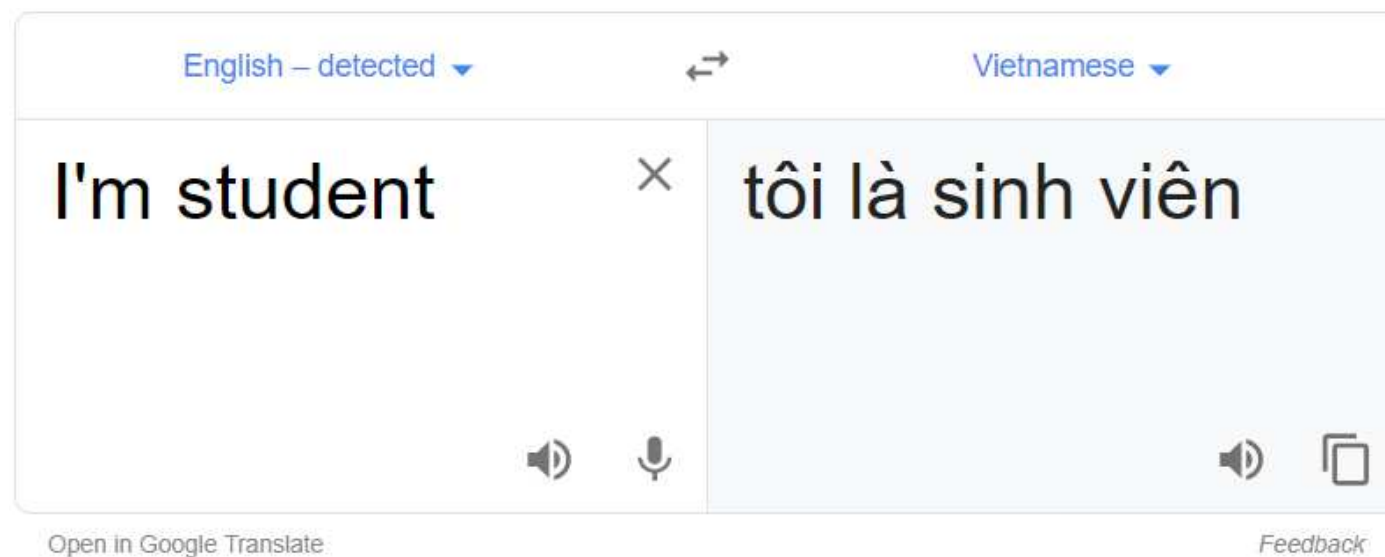 English – detected
Vietnamese
I'm student
tôi là sinh viên
Open in Google Translate
Feedback